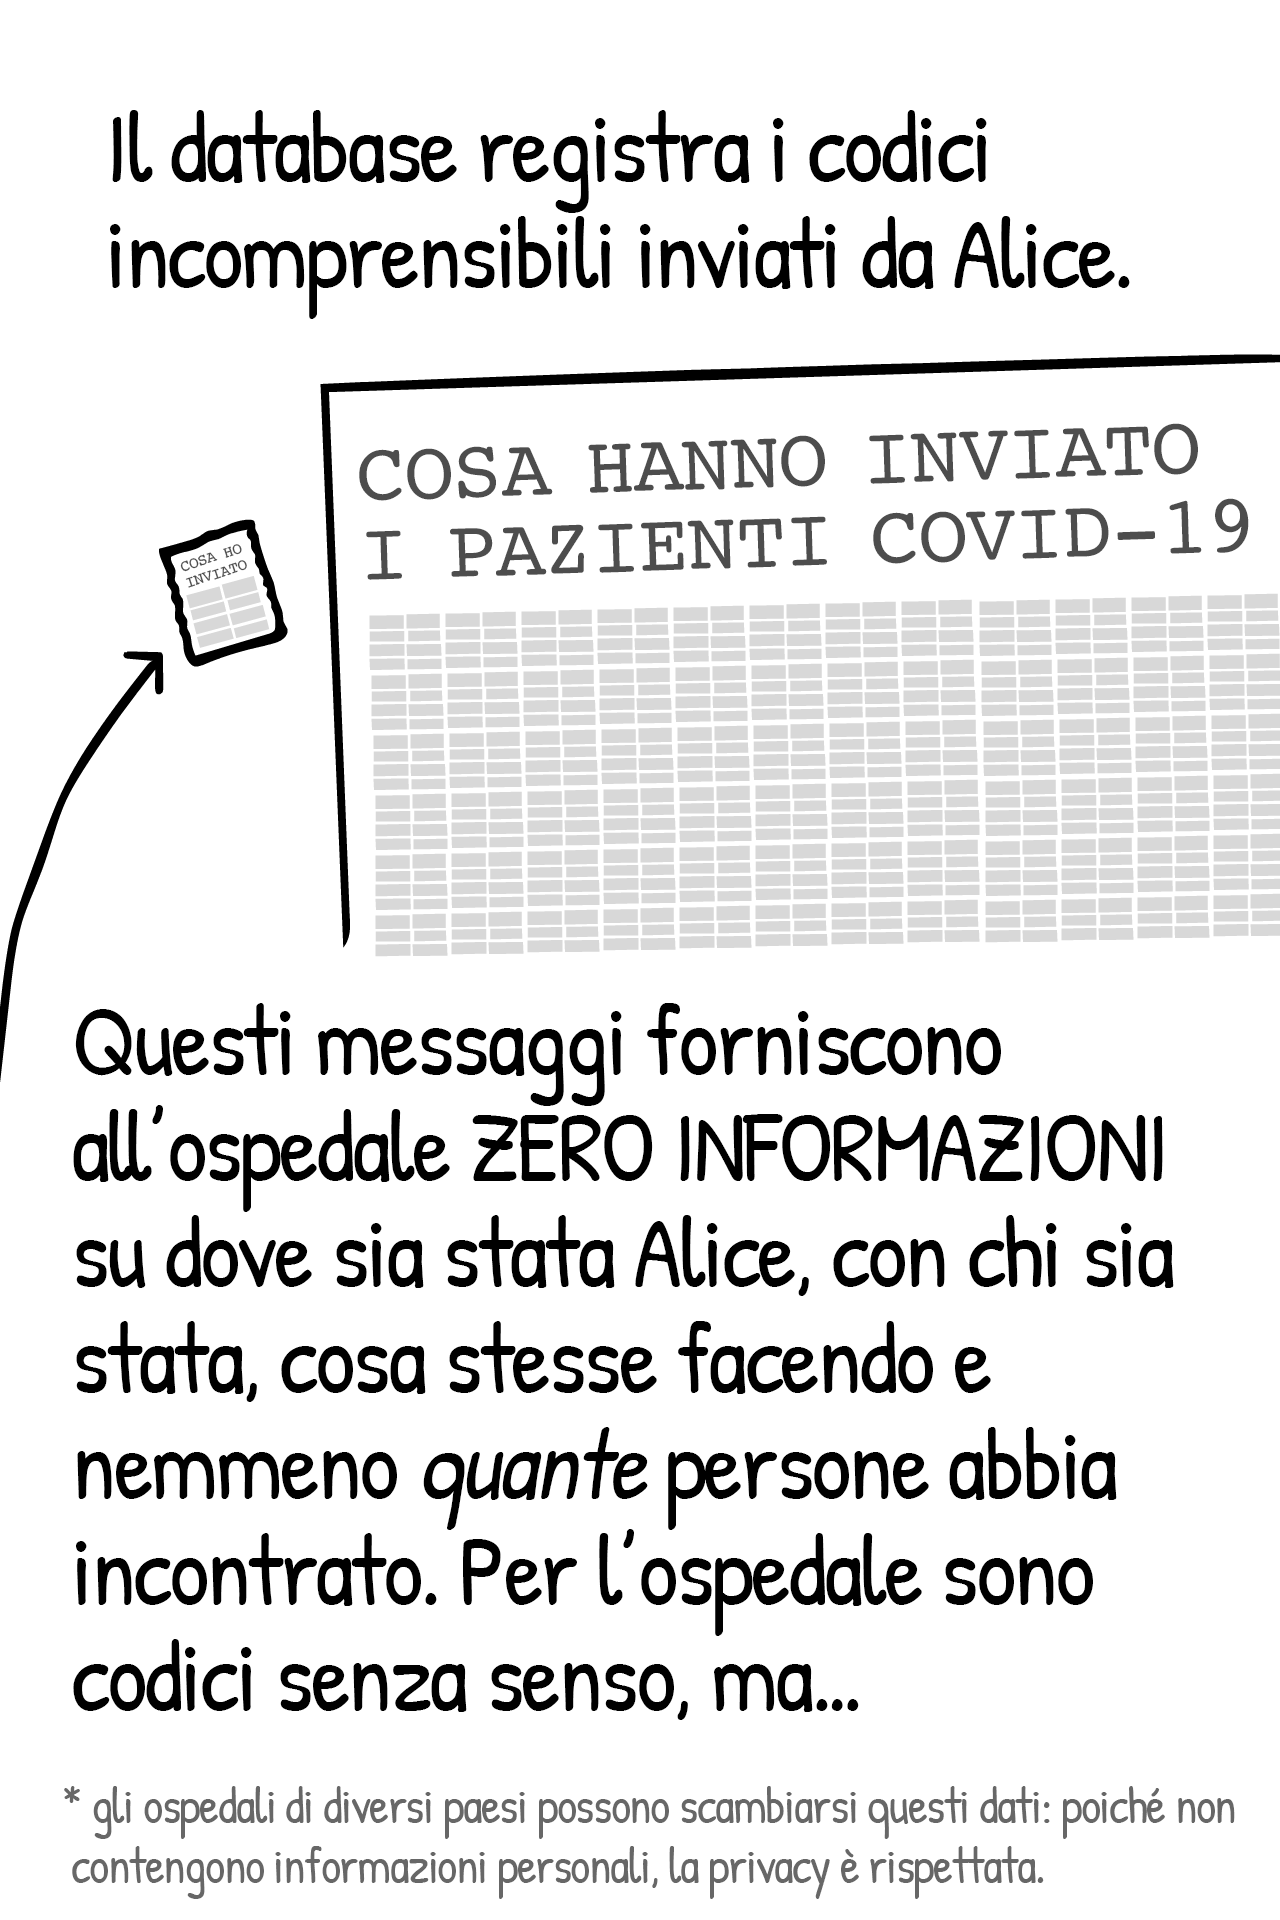 Il database registra i codici
incomprensibili inviati da Alice.
COSA HANNO INVIATO
I PAZIENTI COVID-19
COSA HO
INVIATO
Questi messaggi forniscono
all'ospedale ZERO INFORMAZIONI
su dove sia stata Alice, con chi sia
stata, cosa stesse facendo e
nemmeno quante persone abbia
incontrato. Per l'ospedale sono
codici senza senso, ma...
* gli ospedali di diversi paesi possono scambiarsi questi dati: poiché non
contengono informazioni personali, la privacy è rispettata.